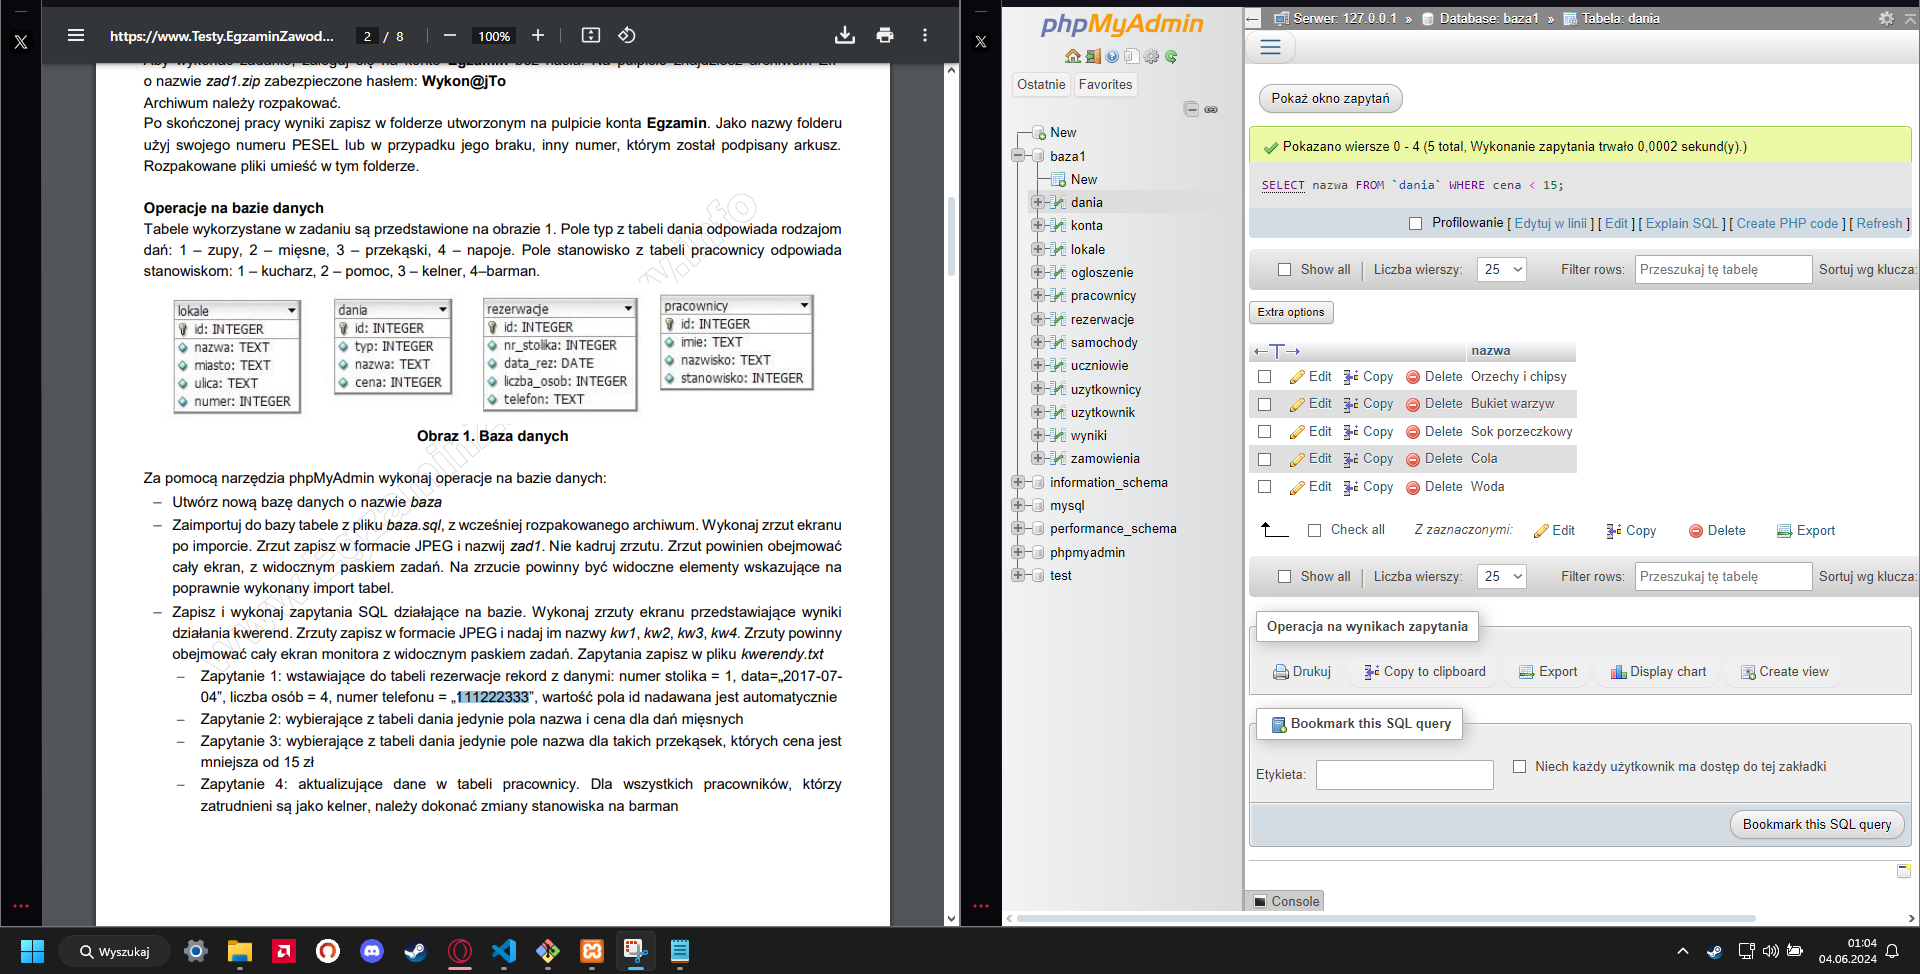 https://www.Testy.EgzaminZawod...
2 / 8
100%
Aby wykonać zadanie, zaloguj się na konto Egzamin bez hasła. Na pulpicie znajdziesz archiwum ZIP
o nazwie zad1.zip zabezpieczone hasłem: Wykon@jTo
Archiwum należy rozpakować.
Po skończonej pracy wyniki zapisz w folderze utworzonym na pulpicie konta Egzamin. Jako nazwy folderu
użyj swojego numeru PESEL lub w przypadku jego braku, inny numer, którym został podpisany arkusz.
Rozpakowane pliki umieść w tym folderze.
Operacje na bazie danych
Tabele wykorzystane w zadaniu są przedstawione na obrazie 1. Pole typ z tabeli dania odpowiada rodzajom
dań: 1 – zupy, 2 – mięsne, 3 – przekąski, 4 – napoje. Pole stanowisko z tabeli pracownicy odpowiada
stanowiskom: 1 – kucharz, 2 – pomoc, 3 – kelner, 4–barman.
lokale
id: INTEGER
nazwa: TEXT
miasto: TEXT
ulica: TEXT
numer: INTEGER
dania
id: INTEGER
typ: INTEGER
nazwa: TEXT
cena: INTEGER
rezerwacje
id: INTEGER
nr_stolika: INTEGER
data_rez: DATE
liczba_osob: INTEGER
telefon: TEXT
pracownicy
id: INTEGER
imie: TEXT
nazwisko: TEXT
stanowisko: INTEGER
Obraz 1. Baza danych
Za pomocą narzędzia phpMyAdmin wykonaj operacje na bazie danych:
– Utwórz nową bazę danych o nazwie baza
– Zaimportuj do bazy tabele z pliku baza.sql, z wcześniej rozpakowanego archiwum. Wykonaj zrzut ekranu
po imporcie. Zrzut zapisz w formacie JPEG i nazwij zad1. Nie kadruj zrzutu. Zrzut powinien obejmować
cały ekran, z widocznym paskiem zadań. Na zrzucie powinny być widoczne elementy wskazujące na
poprawnie wykonany import tabel.
– Zapisz i wykonaj zapytania SQL działające na bazie. Wykonaj zrzuty ekranu przedstawiające wyniki
działania kwerend. Zrzuty zapisz w formacie JPEG i nadaj im nazwy kw1, kw2, kw3, kw4. Zrzuty powinny
obejmować cały ekran monitora z widocznym paskiem zadań. Zapytania zapisz w pliku kwerendy.txt
– Zapytanie 1: wstawiające do tabeli rezerwacje rekord z danymi: numer stolika = 1, data=„2017-07-
04”, liczba osób = 4, numer telefonu = „111222333”, wartość pola id nadawana jest automatycznie
– Zapytanie 2: wybierające z tabeli dania jedynie pola nazwa i cena dla dań mięsnych
– Zapytanie 3: wybierające z tabeli dania jedynie pole nazwa dla takich przekąsek, których cena jest
mniejsza od 15 zł
– Zapytanie 4: aktualizujące dane w tabeli pracownicy. Dla wszystkich pracowników, którzy
zatrudnieni są jako kelner, należy dokonać zmiany stanowiska na barman
phpMyAdmin
Ostatnie Favorites
New
baza1
New
dania
konta
lokale
ogloszenie
pracownicy
rezerwacje
samochody
uczniowie
uzytkownicy
uzytkownik
wyniki
zamowienia
information_schema
mysql
performance_schema
phpmyadmin
test
Serwer: 127.0.0.1 » Database: baza1 » Tabela: dania
Pokaż okno zapytań
Pokazano wiersze 0 - 4 (5 total, Wykonanie zapytania trwało 0,0002 sekund(y).)
SELECT nazwa FROM `dania` WHERE cena < 15;
Profilowanie [ Edytuj w linii ] [ Edit ] [ Explain SQL ] [ Create PHP code ] [ Refresh ]
Show all | Liczba wierszy: 25 Filter rows: Przeszukaj tę tabelę Sortuj wg klucza:
Extra options
←T→ nazwa
Edit Copy Delete Orzechy i chipsy
Edit Copy Delete Bukiet warzyw
Edit Copy Delete Sok porzeczkowy
Edit Copy Delete Cola
Edit Copy Delete Woda
Check all Z zaznaczonymi: Edit Copy Delete Export
Show all | Liczba wierszy: 25 Filter rows: Przeszukaj tę tabelę Sortuj wg klucza:
Operacja na wynikach zapytania
Drukuj Copy to clipboard Export Display chart Create view
Bookmark this SQL query
Etykieta: Niech każdy użytkownik ma dostęp do tej zakładki
Bookmark this SQL query
Console
Wyszukaj
01:04
04.06.2024